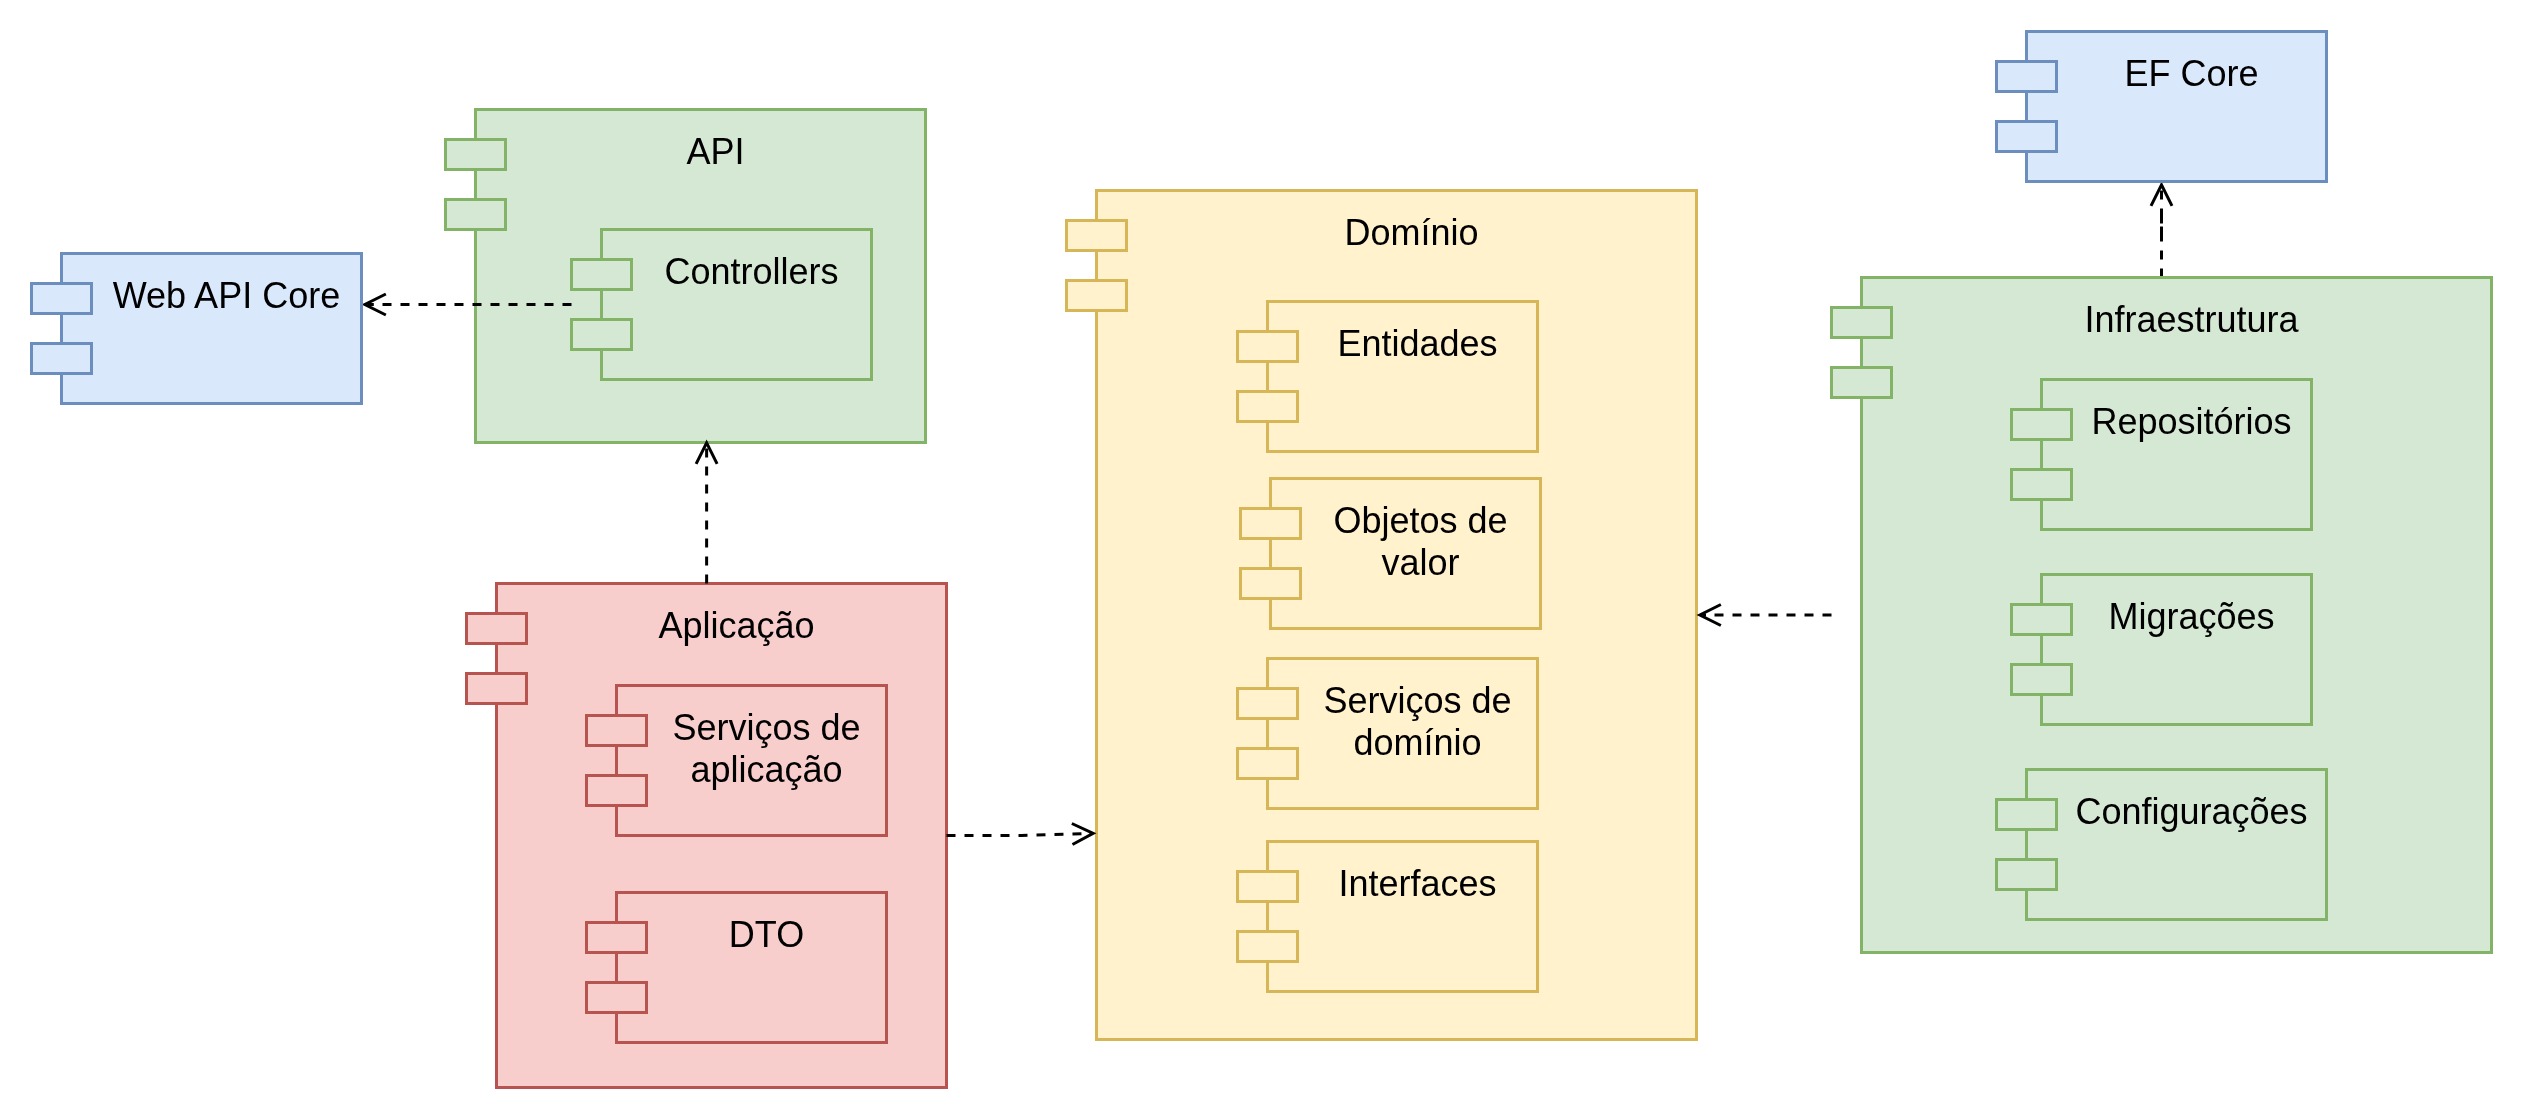 Web API Core
API
Controllers
Aplicação
Serviços de
aplicação
DTO
Domínio
Entidades
Objetos de
valor
Serviços de
domínio
Interfaces
EF Core
Infraestrutura
Repositórios
Migrações
Configurações